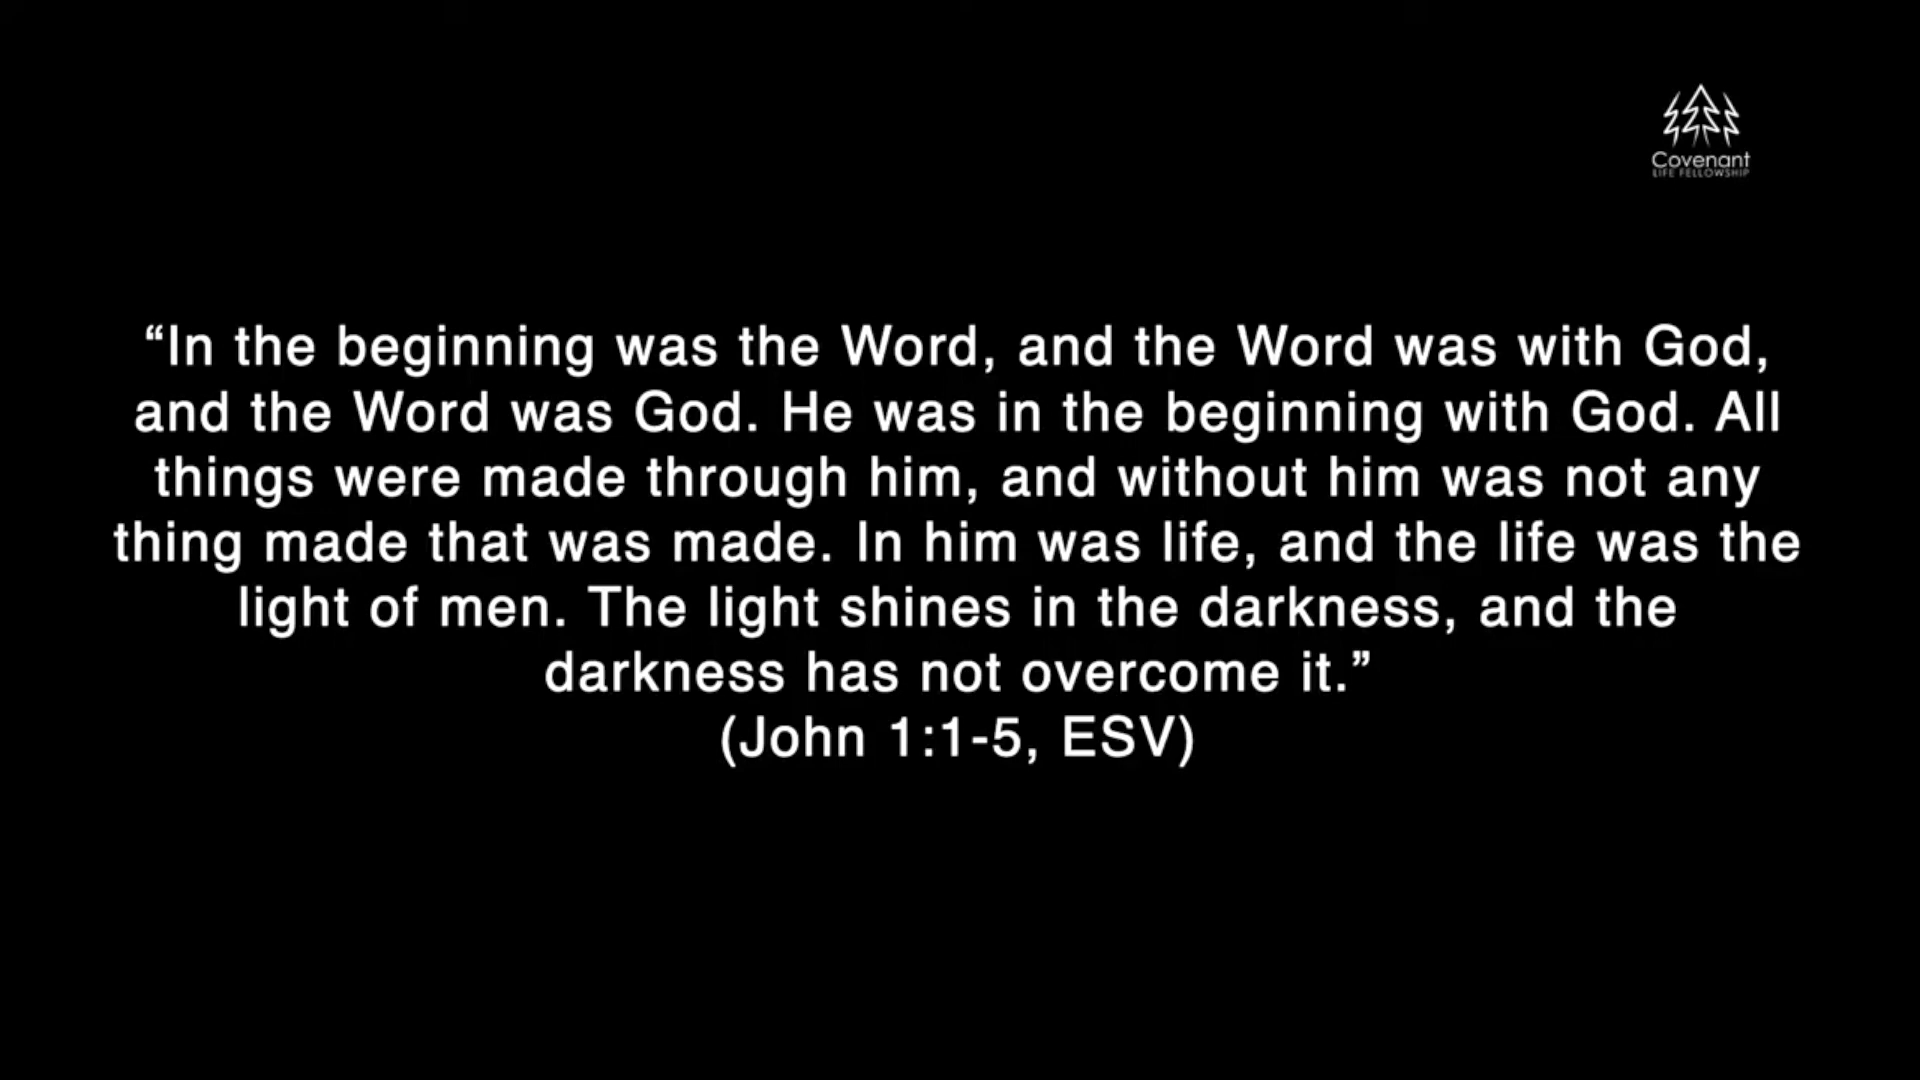 Covenant
LIFE FELLOWSHIP
“In the beginning was the Word, and the Word was with God,
and the Word was God. He was in the beginning with God. All
things were made through him, and without him was not any
thing made that was made. In him was life, and the life was the
light of men. The light shines in the darkness, and the
darkness has not overcome it.”
(John 1:1-5, ESV)